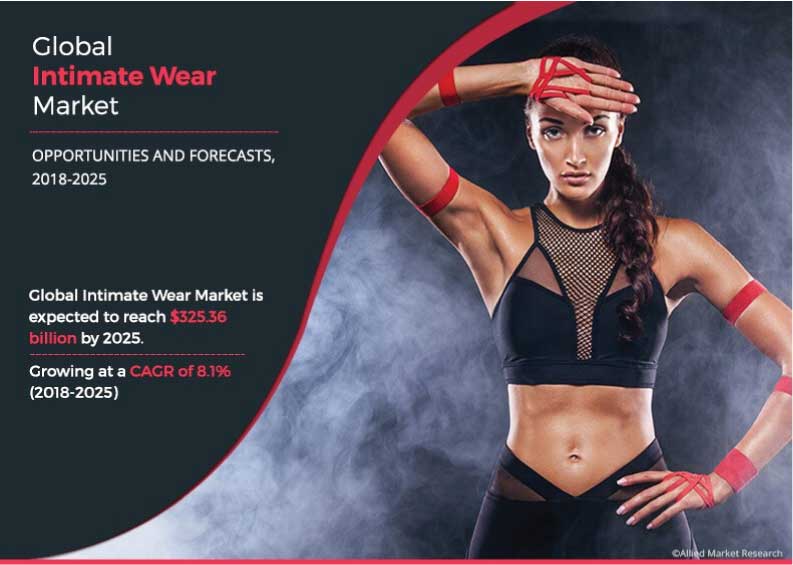 Global
Intimate Wear
Market
OPPORTUNITIES AND FORECASTS,
2018-2025
Global Intimate Wear Market is
expected to reach $325.36
billion by 2025.
Growing at a CAGR of 8.1%
(2018-2025)
©Allied Market Research